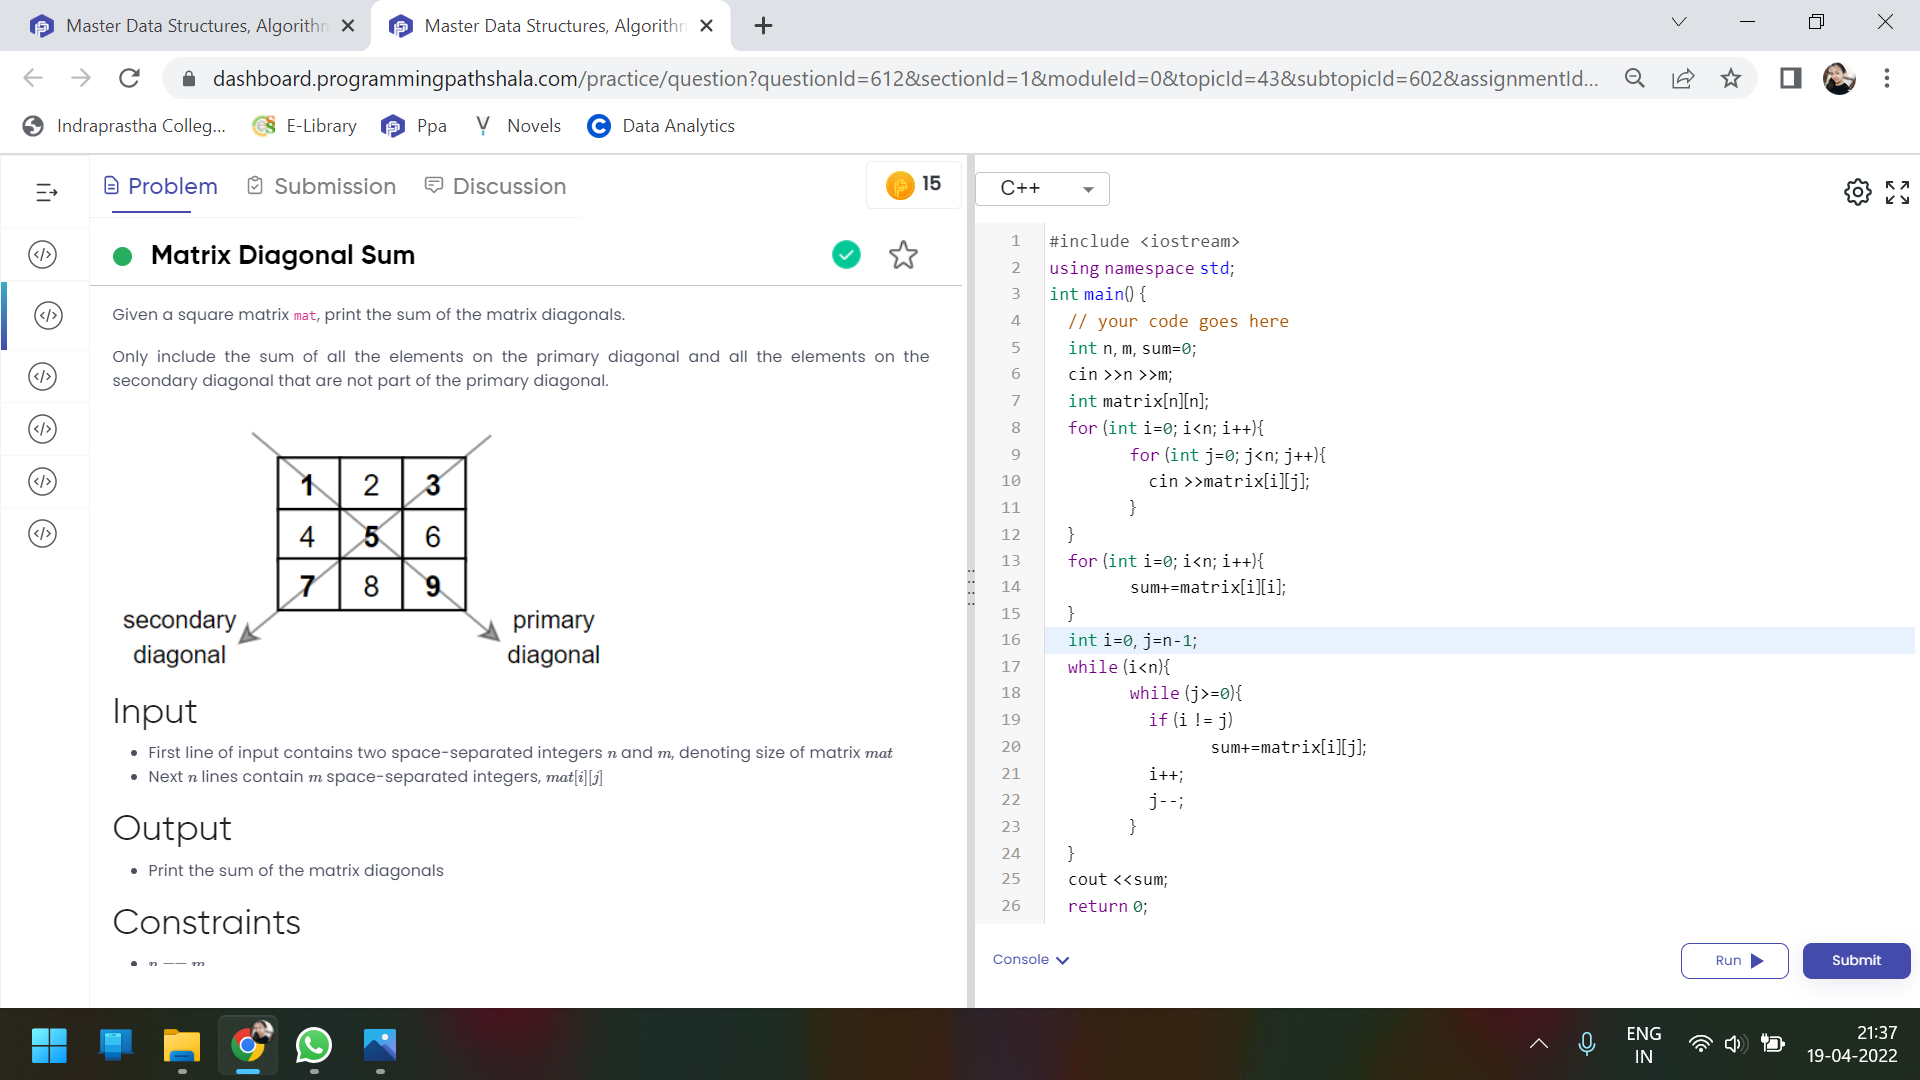 Master Data Structures, Algorithm
Master Data Structures, Algorithm
dashboard.programmingpathshala.com/practice/question?questionId=612&sectionId=1&moduleId=0&topicId=43&subtopicId=602&assignmentId...
Indraprastha Colleg...
E-Library
Ppa
Novels
Data Analytics
Problem
Submission
Discussion
15
Matrix Diagonal Sum
Given a square matrix mat, print the sum of the matrix diagonals.
Only include the sum of all the elements on the primary diagonal and all the elements on the
secondary diagonal that are not part of the primary diagonal.
1 2 3
4 5 6
7 8 9
secondary
diagonal
primary
diagonal
Input
• First line of input contains two space-separated integers n and m, denoting size of matrix mat
• Next n lines contain m space-separated integers, mat[i][j]
Output
• Print the sum of the matrix diagonals
Constraints
• n == m
C++
1 #include <iostream>
2 using namespace std;
3 int main() {
4 // your code goes here
5 int n, m, sum=0;
6 cin >>n >>m;
7 int matrix[n][n];
8 for (int i=0; i<n; i++){
9 for (int j=0; j<n; j++){
10 cin >>matrix[i][j];
11 }
12 }
13 for (int i=0; i<n; i++){
14 sum+=matrix[i][i];
15 }
16 int i=0, j=n-1;
17 while (i<n){
18 while (j>=0){
19 if (i != j)
20 sum+=matrix[i][j];
21 i++;
22 j--;
23 }
24 }
25 cout <<sum;
26 return 0;
Console
Run
Submit
ENG
IN
21:37
19-04-2022